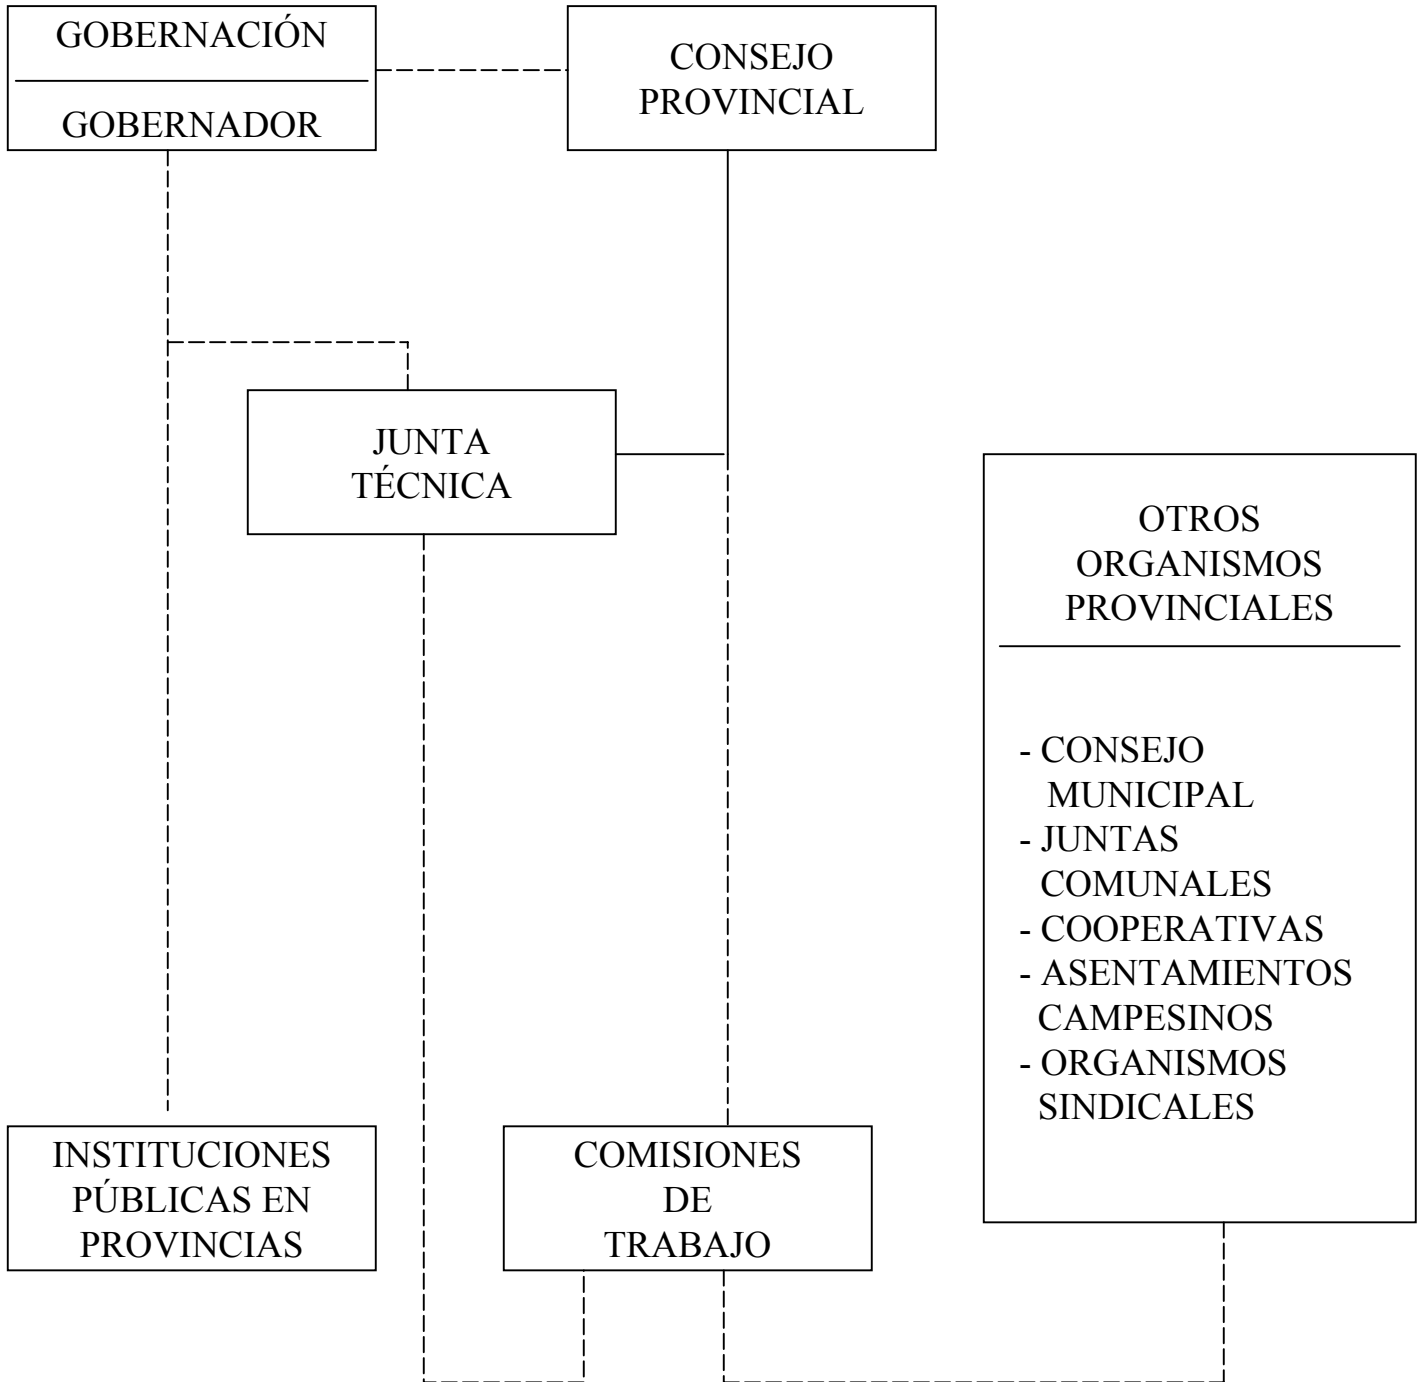 GOBERNACIÓN
GOBERNADOR
CONSEJO
PROVINCIAL
JUNTA
TÉCNICA
OTROS
ORGANISMOS
PROVINCIALES
- CONSEJO
MUNICIPAL
- JUNTAS
COMUNALES
- COOPERATIVAS
- ASENTAMIENTOS
CAMPESINOS
- ORGANISMOS
SINDICALES
INSTITUCIONES
PÚBLICAS EN
PROVINCIAS
COMISIONES
DE
TRABAJO